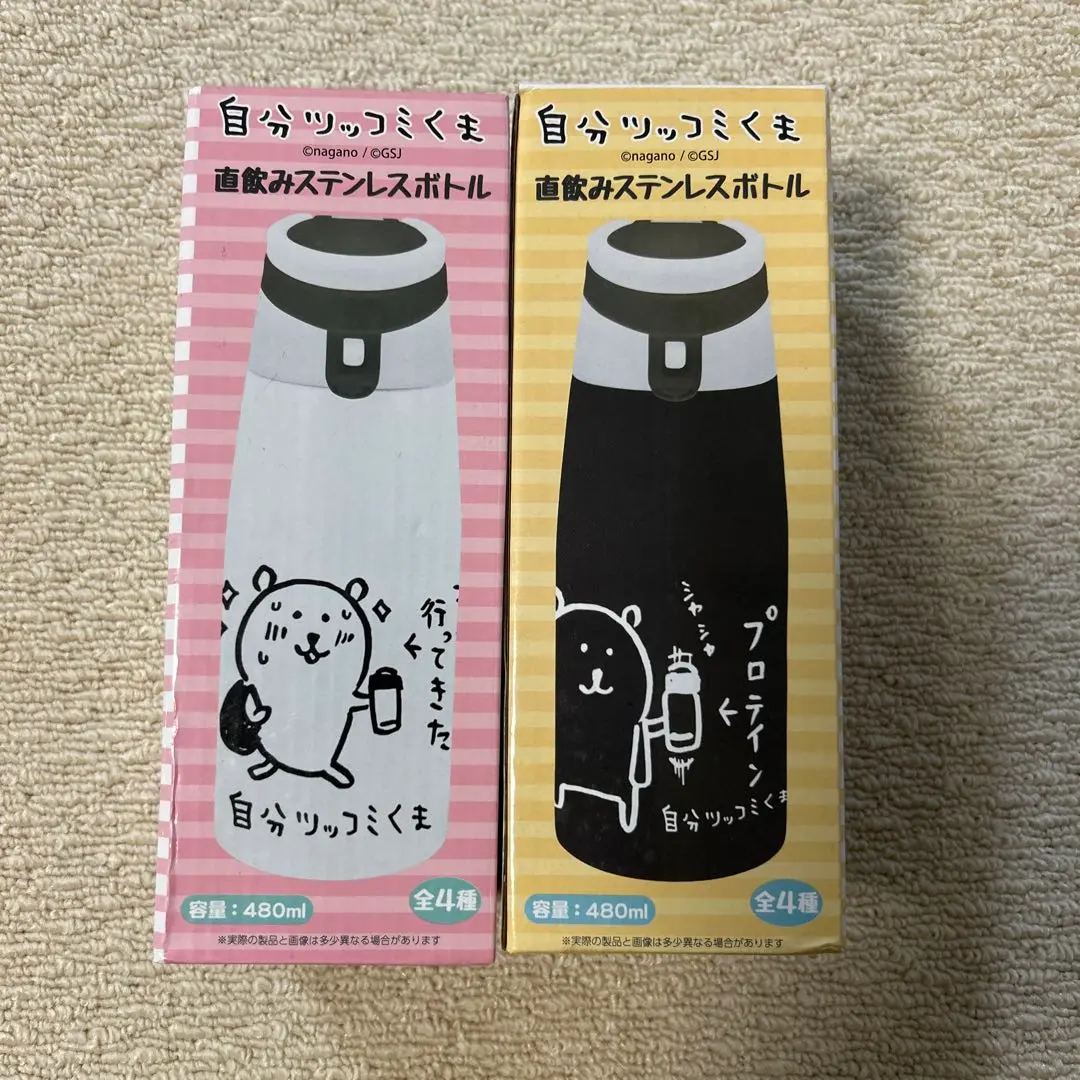 自分ツッコミくま
©nagano / ©GSJ
直飲みステンレスボトル
行ってきた
←
自分ツッコミくま
容量：480ml
全4種
※実際の製品と画像は多少異なる場合があります
自分ツッコミくま
©nagano / ©GSJ
直飲みステンレスボトル
シャカシャカ
プロテイン
←
自分ツッコミくま
容量：480ml
全4種
※実際の製品と画像は多少異なる場合があります